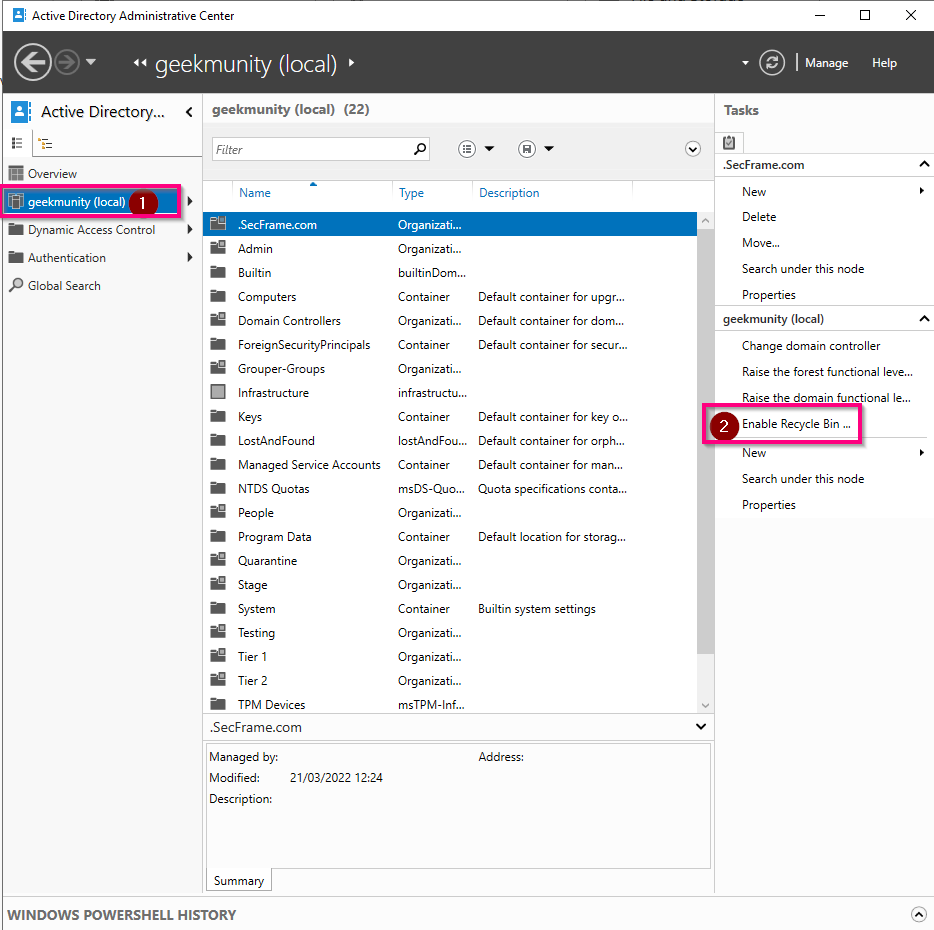 Active Directory Administrative Center
geekmunity (local)
Manage
Help
Active Directory...
Overview
geekmunity (local)
1
Dynamic Access Control
Authentication
Global Search
geekmunity (local) (22)
Filter
Name Type Description
.SecFrame.com Organizati...
Admin Organizati...
Builtin builtinDom...
Computers Container Default container for upgr...
Domain Controllers Organizati... Default container for dom...
ForeignSecurityPrincipals Container Default container for secur...
Grouper-Groups Organizati...
Infrastructure infrastructu...
Keys Container Default container for key o...
LostAndFound lostAndFou... Default container for orph...
Managed Service Accounts Container Default container for man...
NTDS Quotas msDS-Quo... Quota specifications conta...
People Organizati...
Program Data Container Default location for storag...
Quarantine Organizati...
Stage Organizati...
System Container Builtin system settings
Testing Organizati...
Tier 1 Organizati...
Tier 2 Organizati...
TPM Devices msTPM-Inf...
.SecFrame.com
Managed by: Address:
Modified: 21/03/2022 12:24
Description:
Summary
Tasks
.SecFrame.com
New
Delete
Move...
Search under this node
Properties
geekmunity (local)
Change domain controller
Raise the forest functional leve...
Raise the domain functional le...
2
Enable Recycle Bin ...
New
Search under this node
Properties
WINDOWS POWERSHELL HISTORY